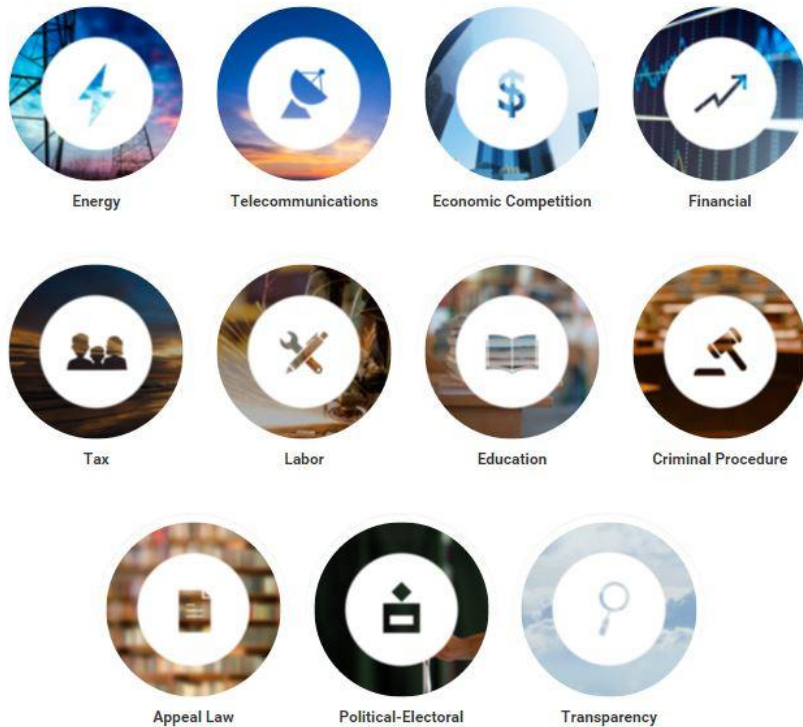 Energy
Telecommunications
Economic Competition
Financial
Tax
Labor
Education
Criminal Procedure
Appeal Law
Political-Electoral
Transparency